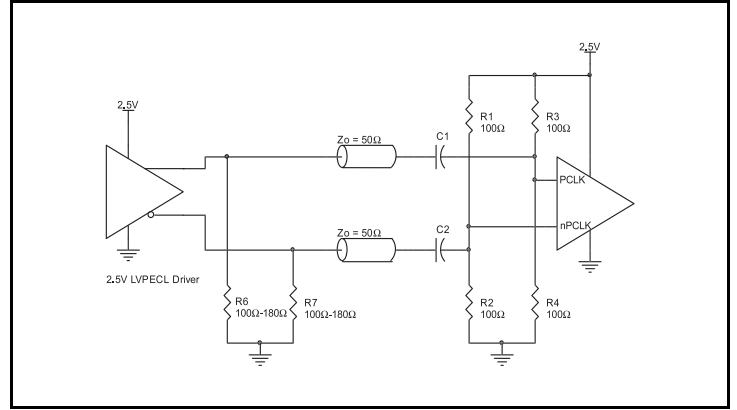 2.5V
2.5V
R1
100Ω
R3
100Ω
Zo = 50Ω
C1
PCLK
nPCLK
Zo = 50Ω
C2
2.5V LVPECL Driver
R6
100Ω-180Ω
R7
100Ω-180Ω
R2
100Ω
R4
100Ω